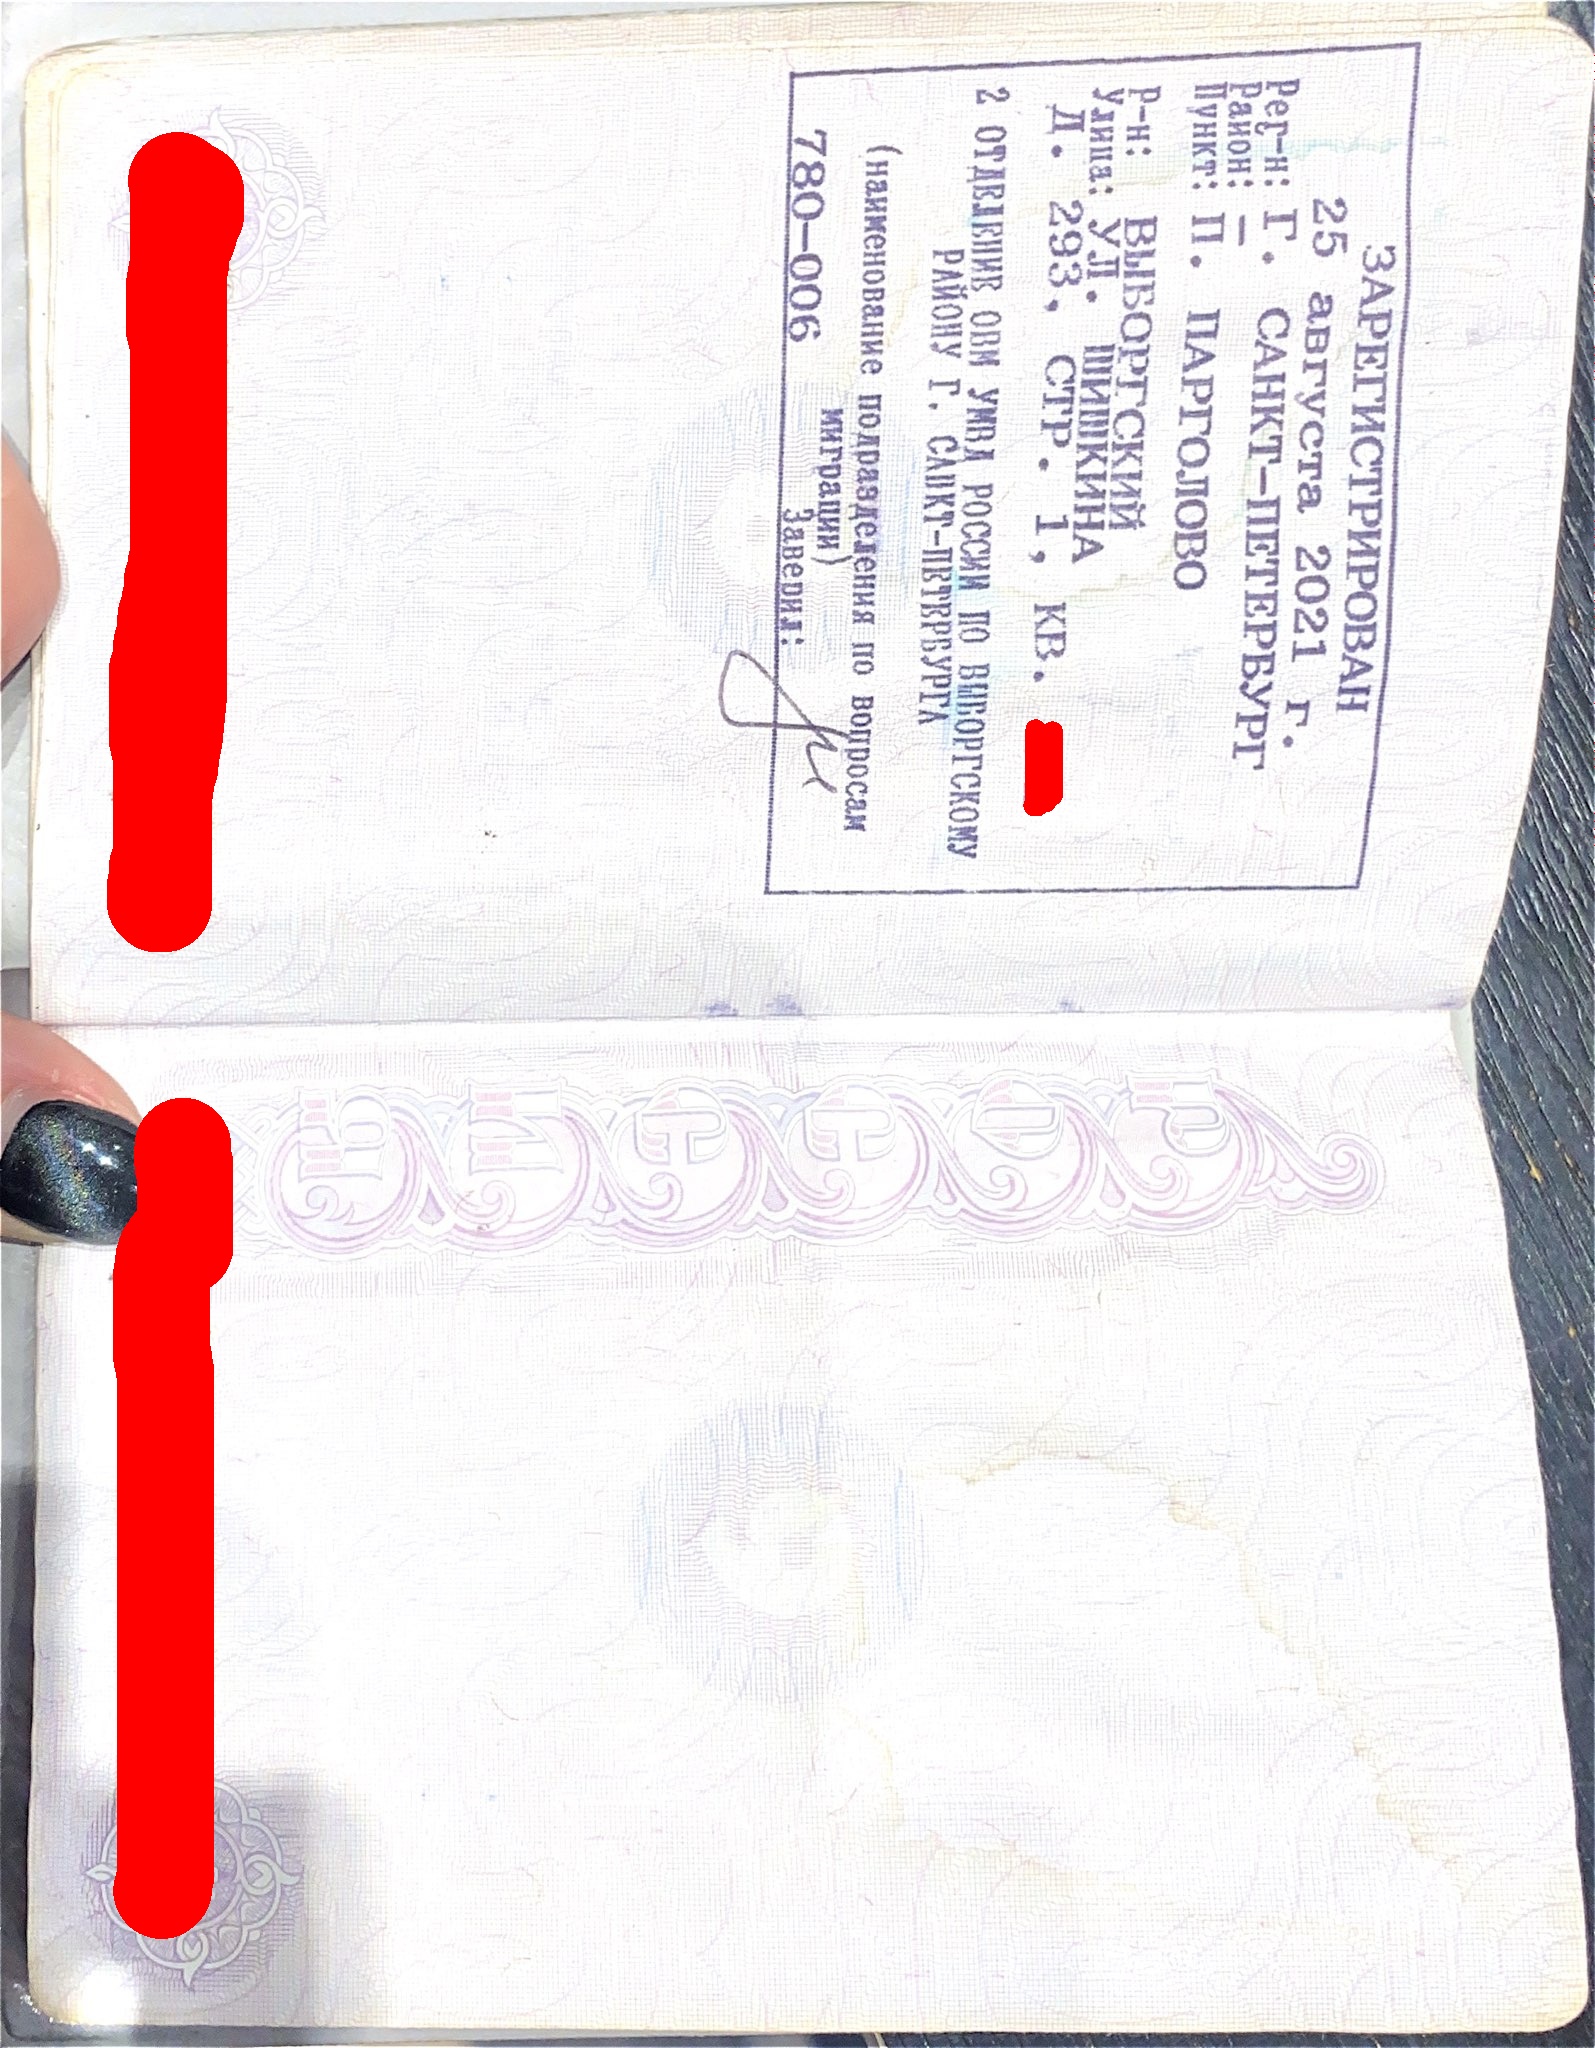 ЗАРЕГИСТРИРОВАН
25 августа 2021 г.
Рег-н: Г. САНКТ-ПЕТЕРБУРГ
Район: —
Пункт: П. ПАРГОЛОВО
Р-н: ВЫБОРГСКИЙ
Улица: УЛ. ШИШКИНА
Д. 293, СТР. 1, КВ.
2 ОТДЕЛЕНИЕ ОВМ УМВД РОССИИ ПО ВЫБОРГСКОМУ
РАЙОНУ Г. САНКТ-ПЕТЕРБУРГА
(наименование подразделения по вопросам
миграции)
780-006 Заверил: